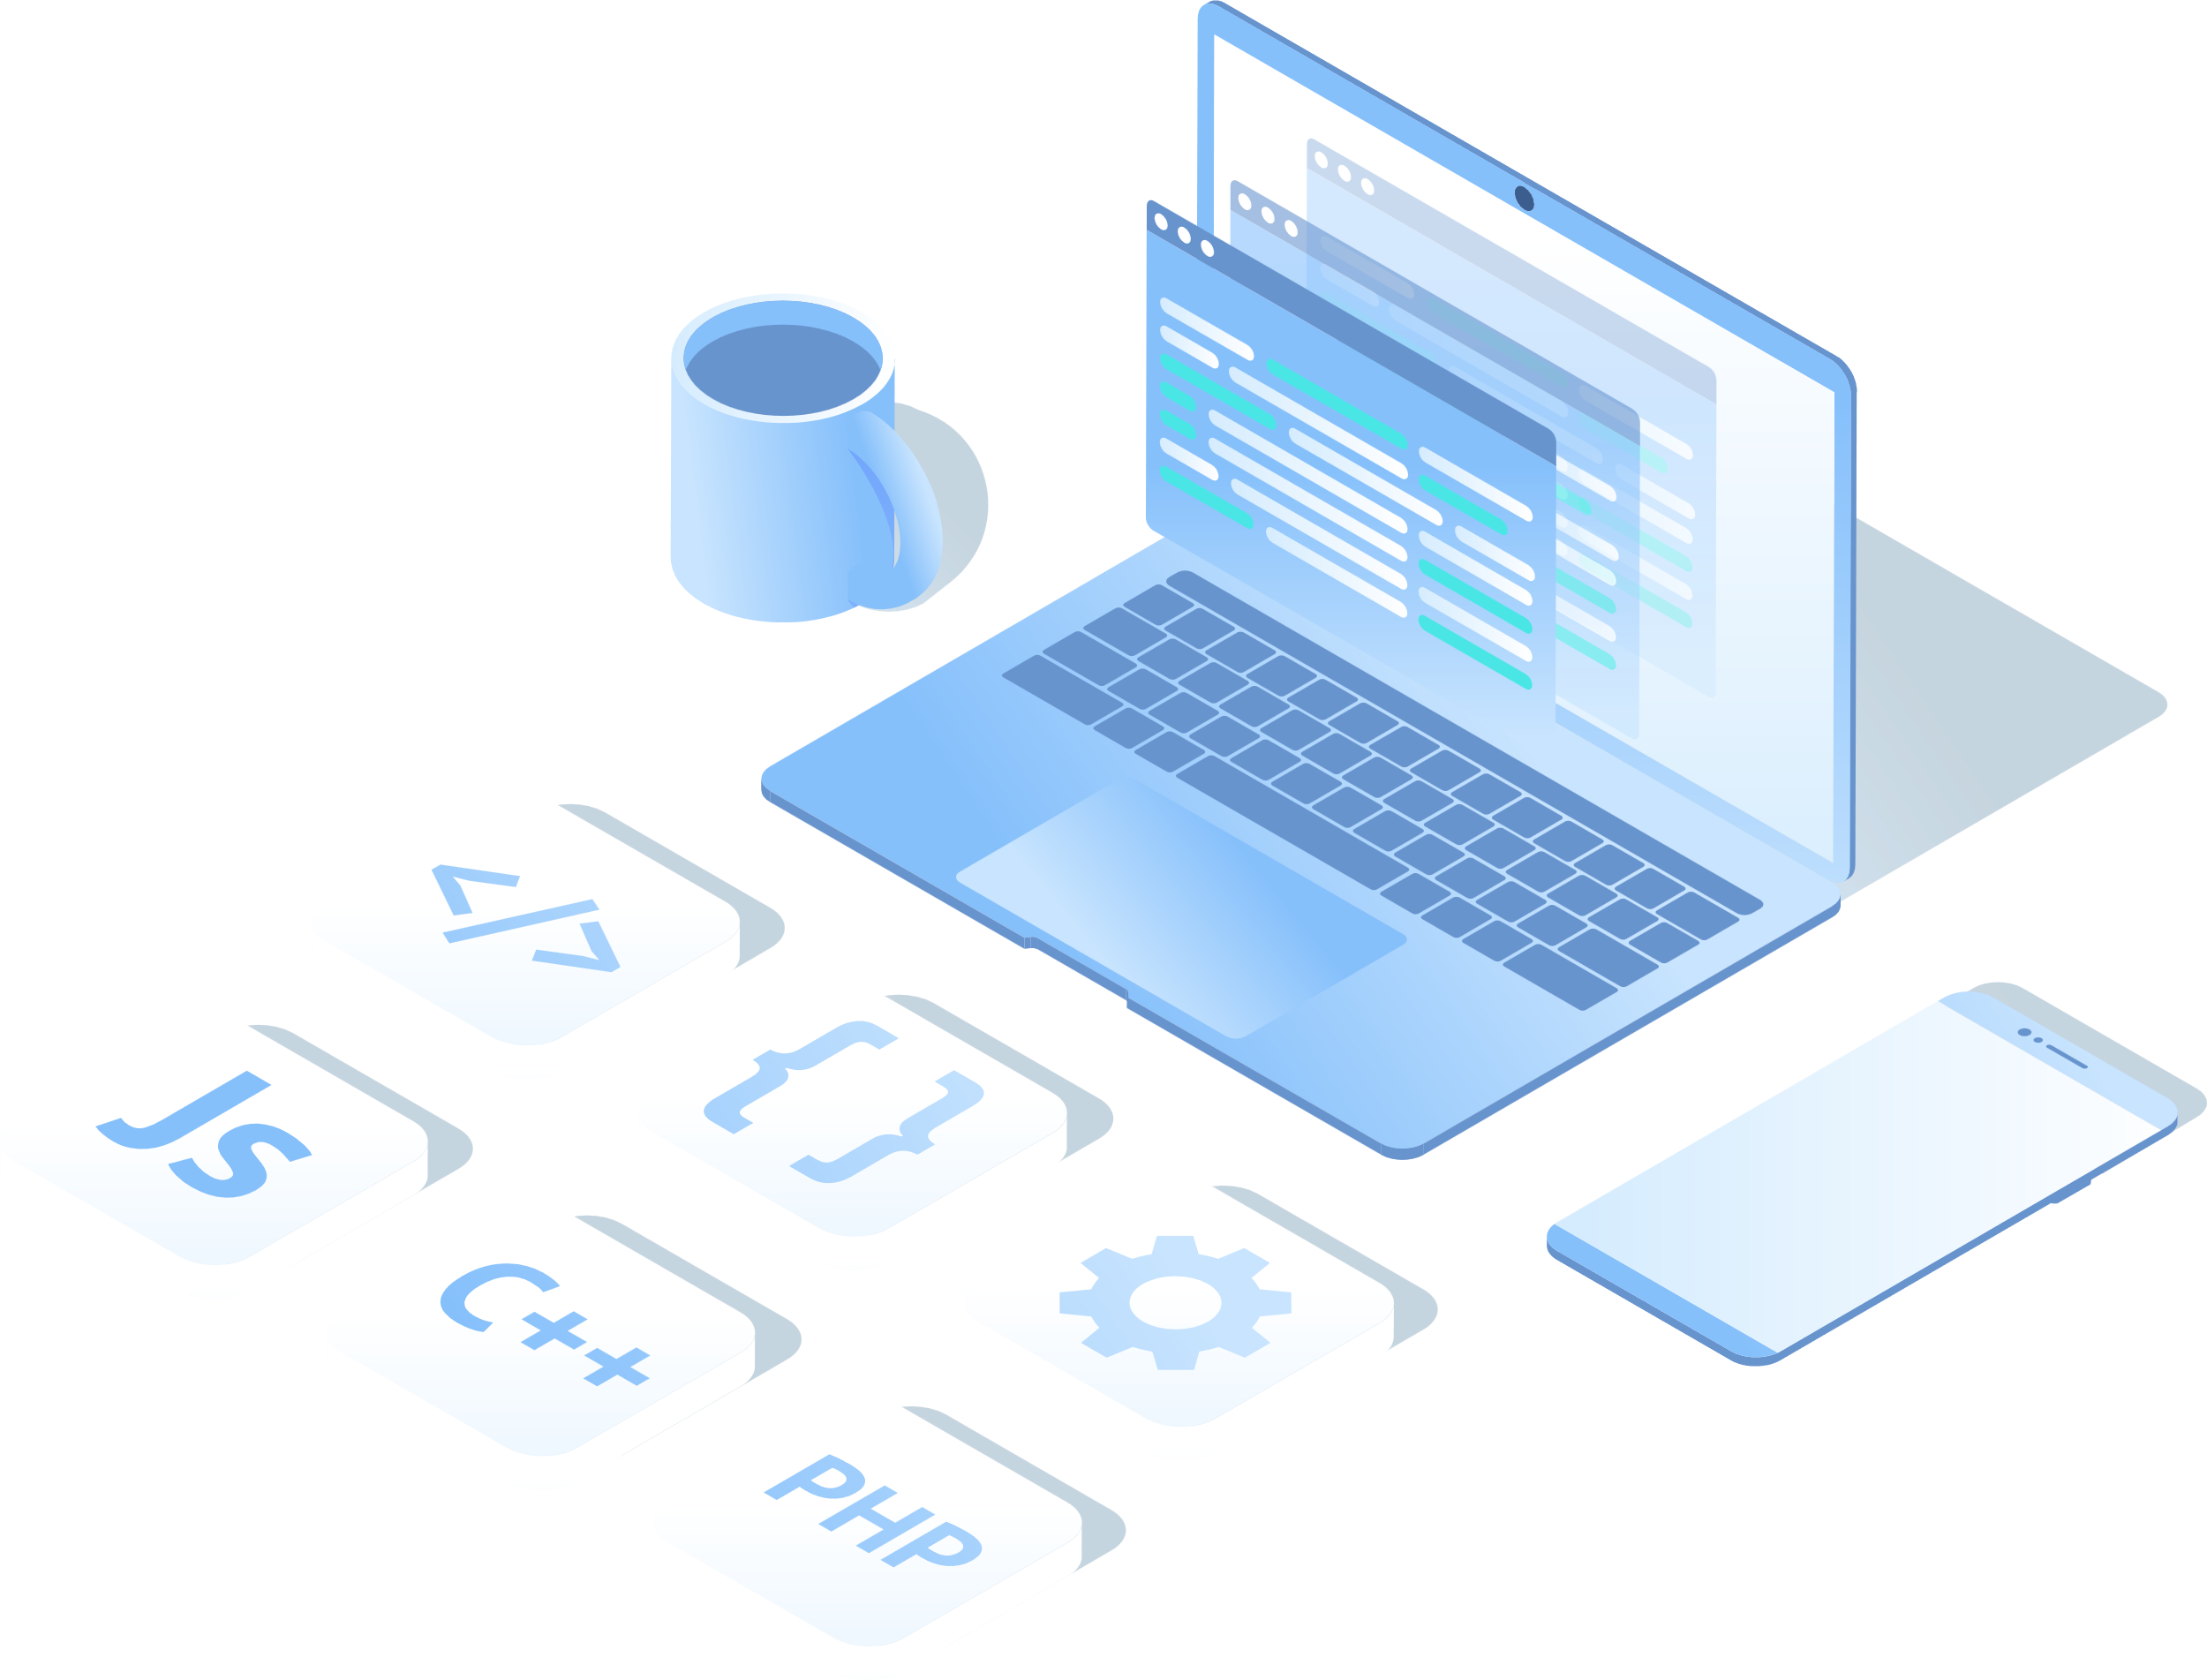 </>
{ }
JS
C++
PHP